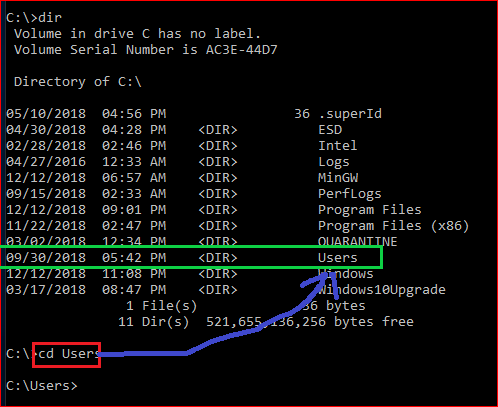 C:\>dir
 Volume in drive C has no label.
 Volume Serial Number is AC3E-44D7

 Directory of C:\

05/10/2018  04:56 PM                36 .superId
04/30/2018  04:28 PM    <DIR>          ESD
02/28/2018  02:46 PM    <DIR>          Intel
04/27/2016  12:33 AM    <DIR>          Logs
12/12/2018  06:57 AM    <DIR>          MinGW
09/15/2018  02:33 AM    <DIR>          PerfLogs
12/12/2018  09:01 PM    <DIR>          Program Files
11/22/2018  02:47 PM    <DIR>          Program Files (x86)
03/02/2018  12:34 PM    <DIR>          QUARANTINE
09/30/2018  05:42 PM    <DIR>          Users
12/12/2018  11:08 PM    <DIR>          Windows
03/17/2018  08:47 PM    <DIR>          Windows10Upgrade
               1 File(s)             36 bytes
              11 Dir(s)  521,655,136,256 bytes free

C:\>cd Users

C:\Users>